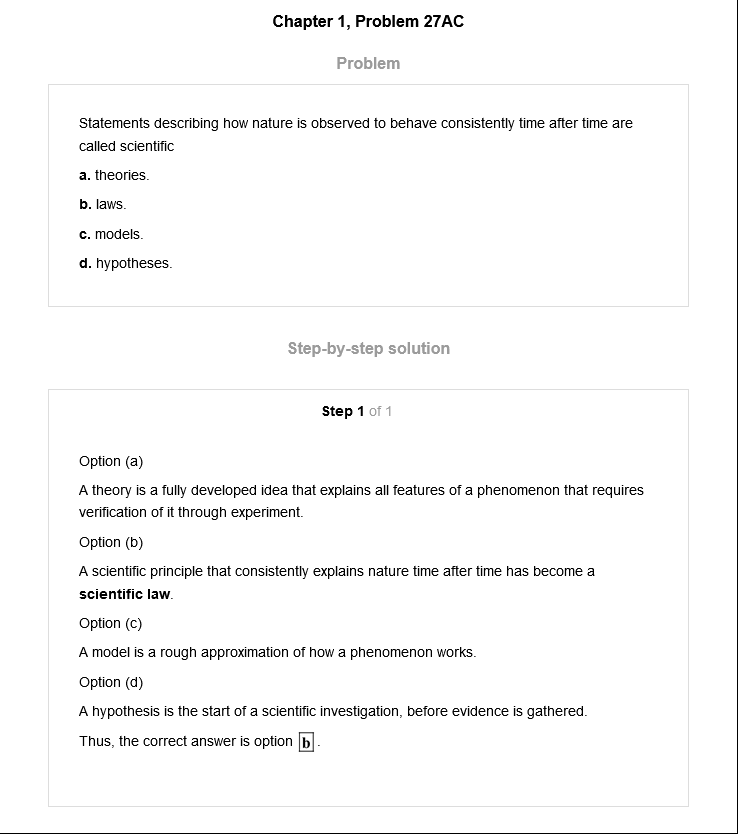 Chapter 1, Problem 27AC
Problem
Statements describing how nature is observed to behave consistently time after time are
called scientific
a. theories.
b. laws.
c. models.
d. hypotheses.
Step-by-step solution
Step 1 of 1
Option (a)
A theory is a fully developed idea that explains all features of a phenomenon that requires
verification of it through experiment.
Option (b)
A scientific principle that consistently explains nature time after time has become a
scientific law.
Option (c)
A model is a rough approximation of how a phenomenon works.
Option (d)
A hypothesis is the start of a scientific investigation, before evidence is gathered.
Thus, the correct answer is option b .